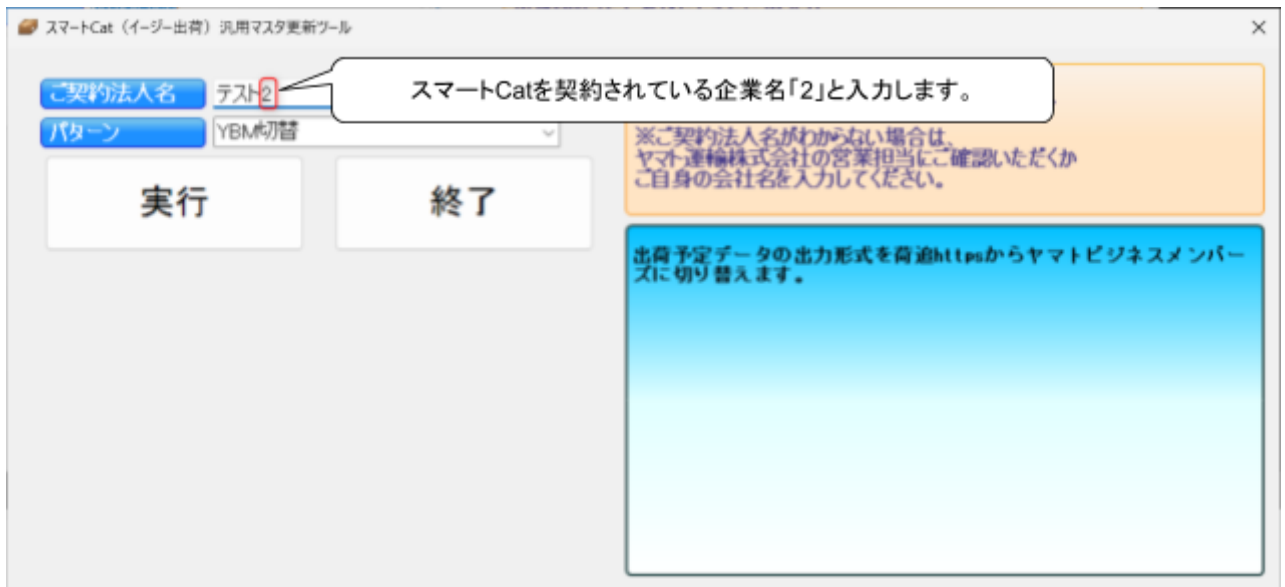 スマートCat（イージー出荷）汎用マスタ更新ツール
ご契約法人名 テスト2
スマートCatを契約されている企業名「2」と入力します。
パターン YBM切替
※ご契約法人名がわからない場合は、
ヤマト運輸株式会社の営業担当にご確認いただくか
ご自身の会社名を入力してください。
実行 終了
出荷予定データの出力形式を荷追httpsからヤマトビジネスメンバー
ズに切り替えます。